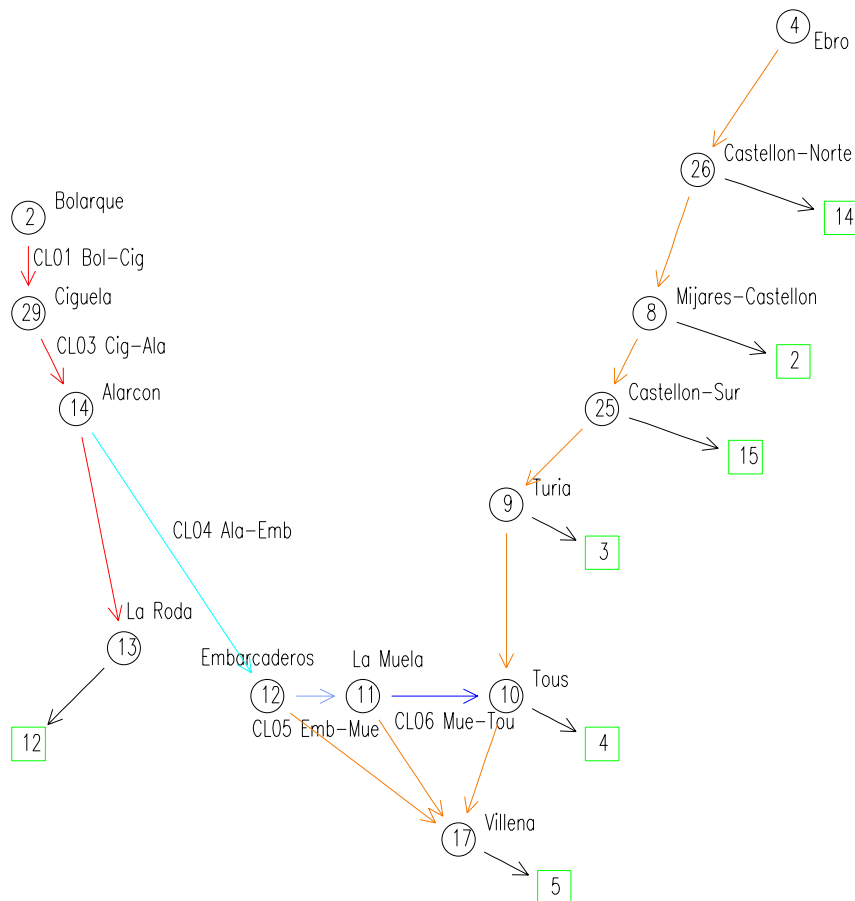 4
Ebro
Castellon-Norte
26
14
Bolarque
2
CL01 Bol-Cig
Ciguela
29
Mijares-Castellon
8
CL03 Cig-Ala
2
Alarcon
14
Castellon-Sur
25
15
Turia
9
CL04 Ala-Emb
3
La Roda
13
Embarcaderos
La Muela
Tous
12
11
10
CL05 Emb-Mue
CL06 Mue-Tou
12
4
Villena
17
5